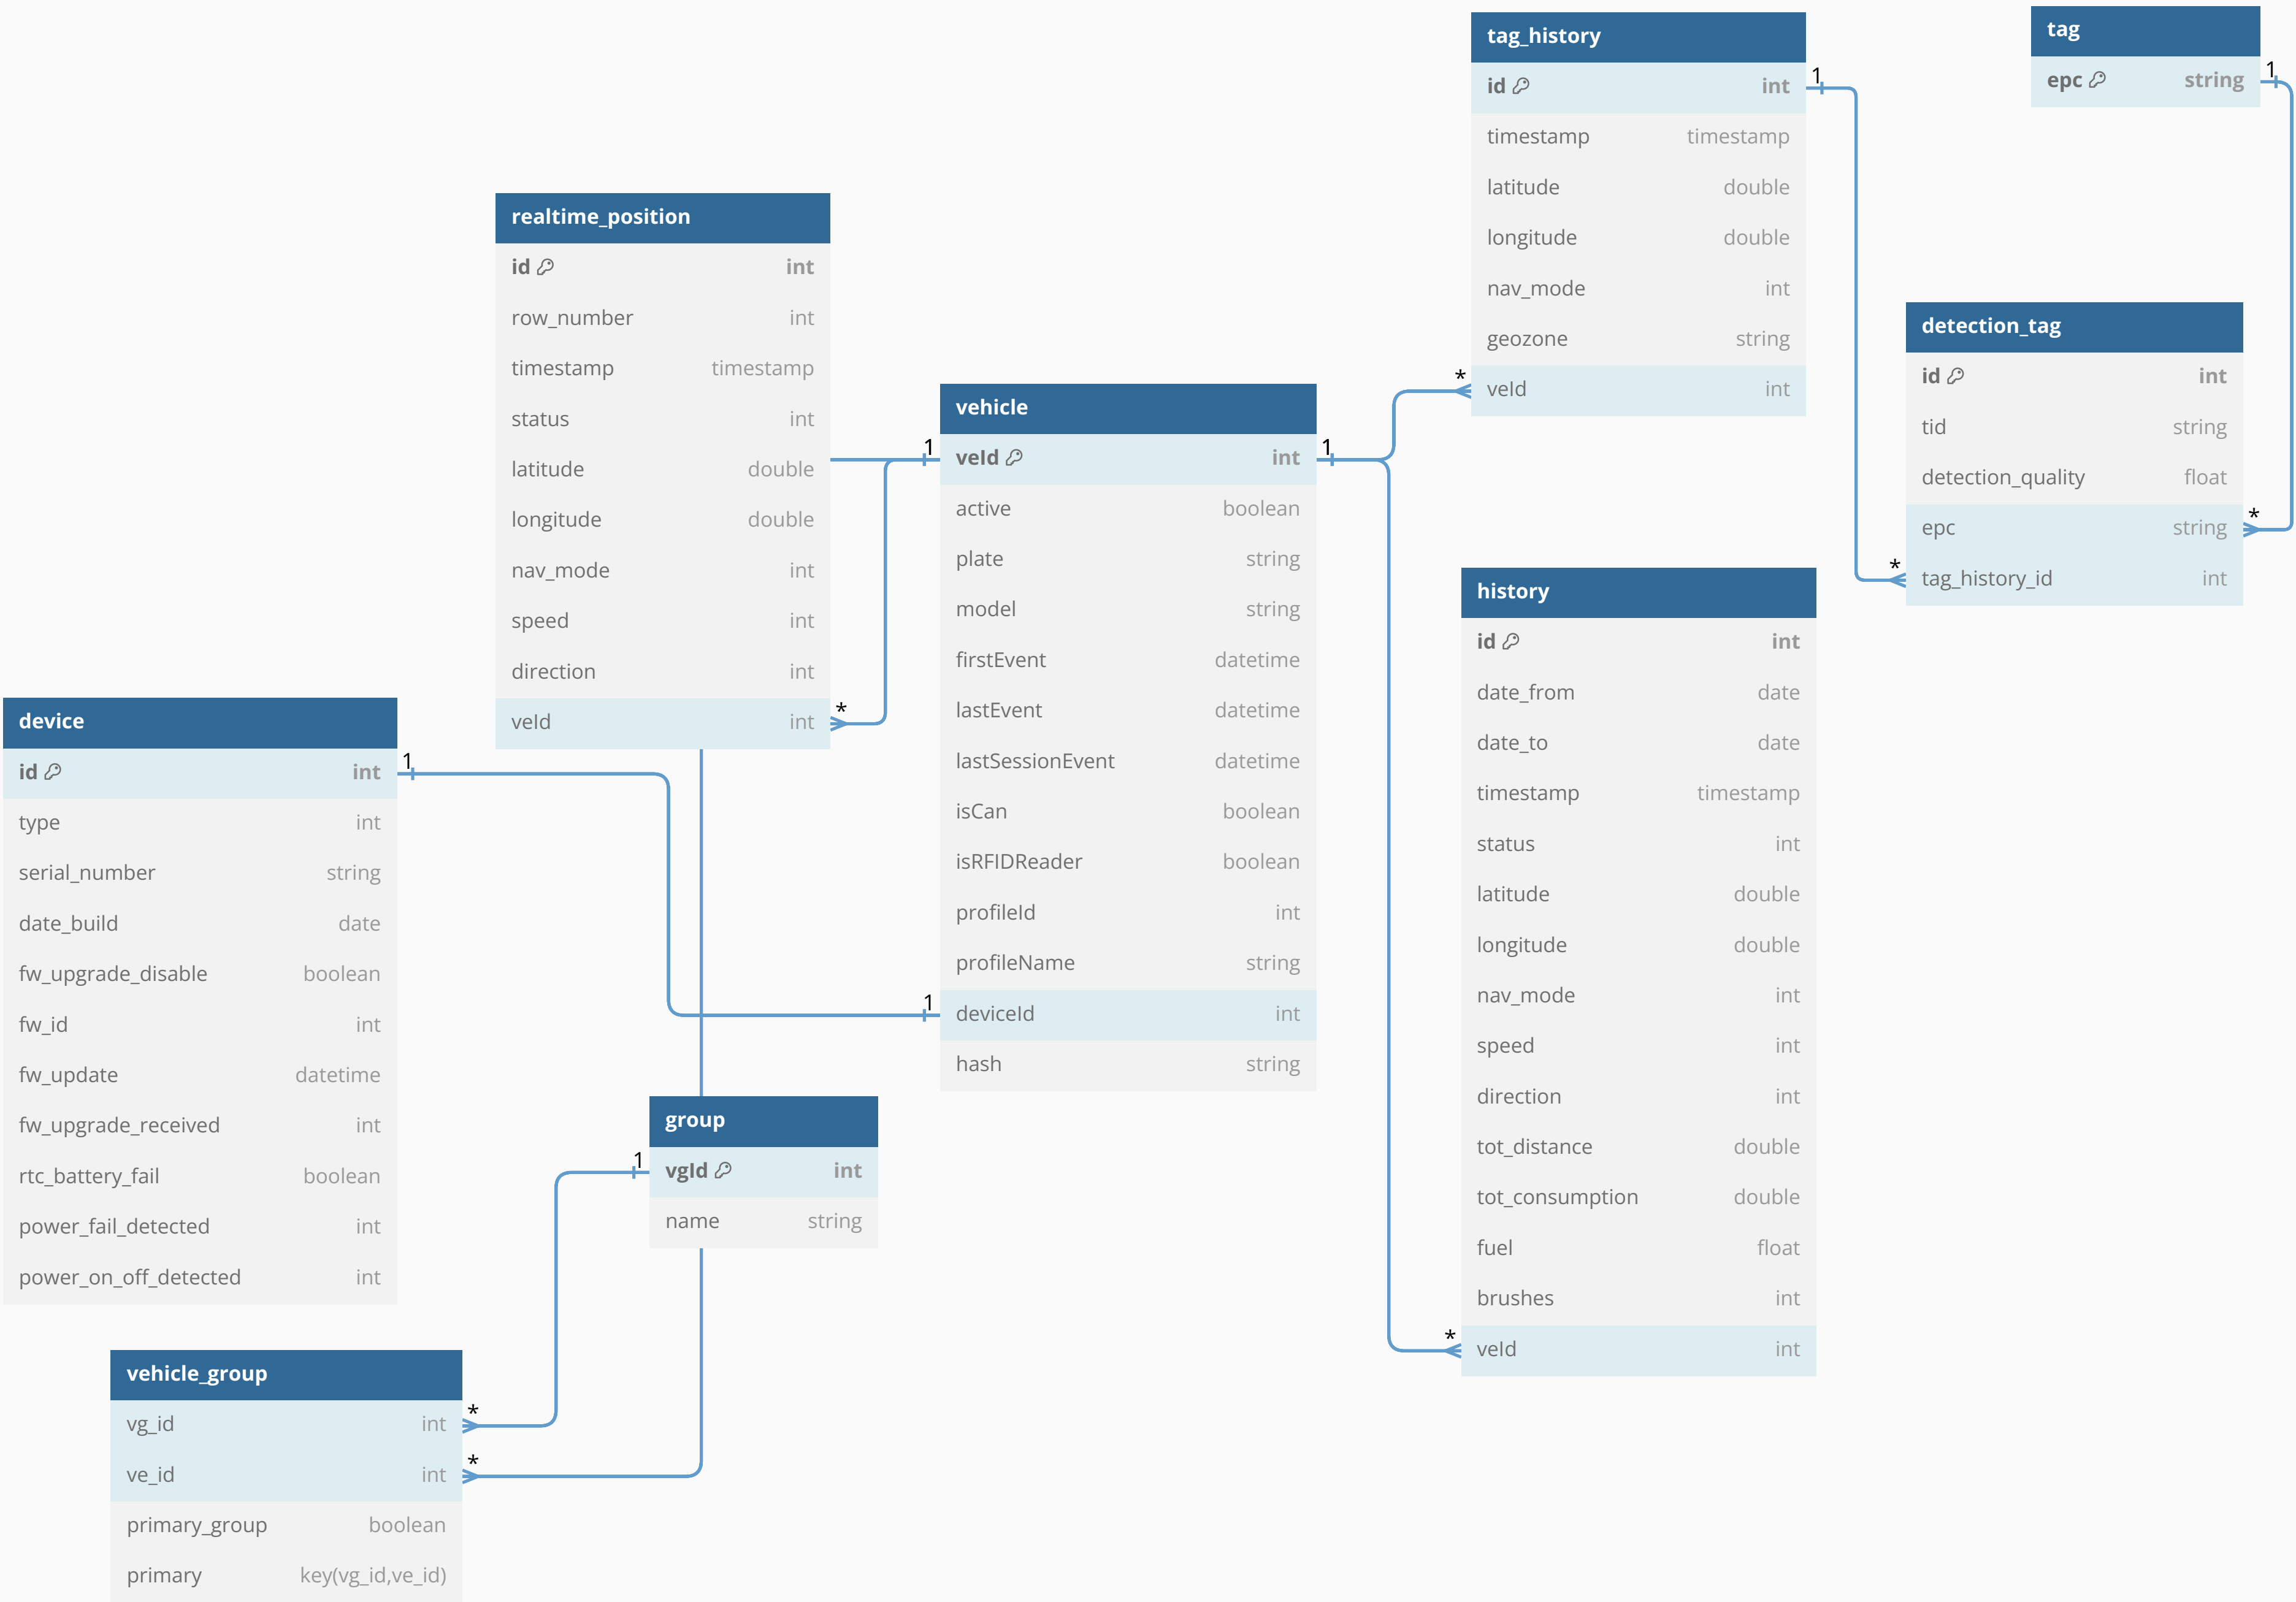 tag_history
id int
timestamp timestamp
latitude double
longitude double
nav_mode int
geozone string
veId int
1
*
tag
epc string
1
realtime_position
id int
row_number int
timestamp timestamp
status int
latitude double
longitude double
nav_mode int
speed int
direction int
veId int
*
detection_tag
id int
tid string
detection_quality float
epc string
tag_history_id int
*
*
vehicle
veId int
active boolean
plate string
model string
firstEvent datetime
lastEvent datetime
lastSessionEvent datetime
isCan boolean
isRFIDReader boolean
profileId int
profileName string
deviceId int
hash string
1
1
1
history
id int
date_from date
date_to date
timestamp timestamp
status int
latitude double
longitude double
nav_mode int
speed int
direction int
tot_distance double
tot_consumption double
fuel float
brushes int
veId int
*
device
id int
type int
serial_number string
date_build date
fw_upgrade_disable boolean
fw_id int
fw_update datetime
fw_upgrade_received int
rtc_battery_fail boolean
power_fail_detected int
power_on_off_detected int
1
group
vgId int
name string
1
vehicle_group
vg_id int
ve_id int
primary_group boolean
primary key(vg_id,ve_id)
*
*